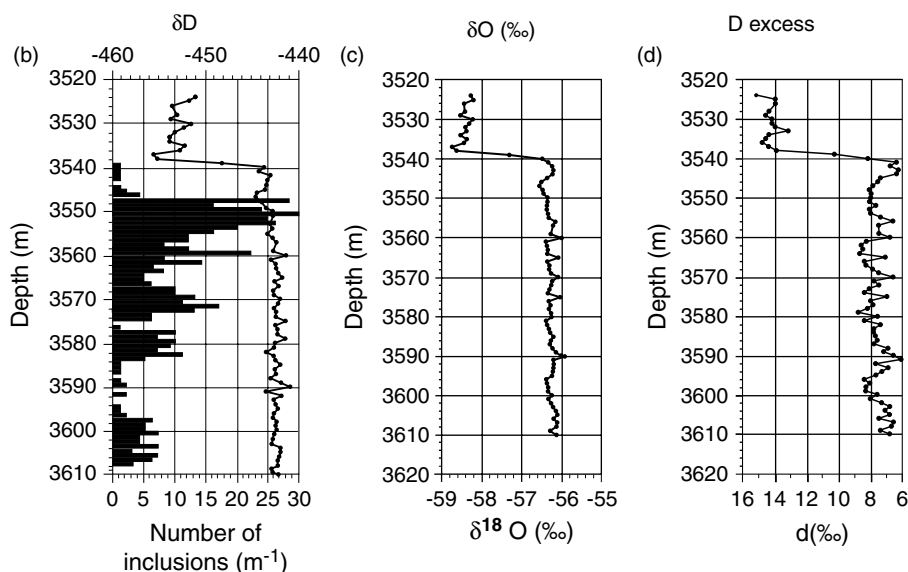 (b)
δD
-460 -450 -440
3520
3530
3540
3550
3560
3570
3580
3590
3600
3610
Depth (m)
0 5 10 15 20 25 30
Number of
inclusions (m-1)
(c)
δO (‰)
3520
3530
3540
3550
3560
3570
3580
3590
3600
3610
3620
Depth (m)
-59 -58 -57 -56 -55
δ18 O (‰)
(d)
D excess
3520
3530
3540
3550
3560
3570
3580
3590
3600
3610
3620
Depth (m)
16 14 12 10 8 6
d(‰)